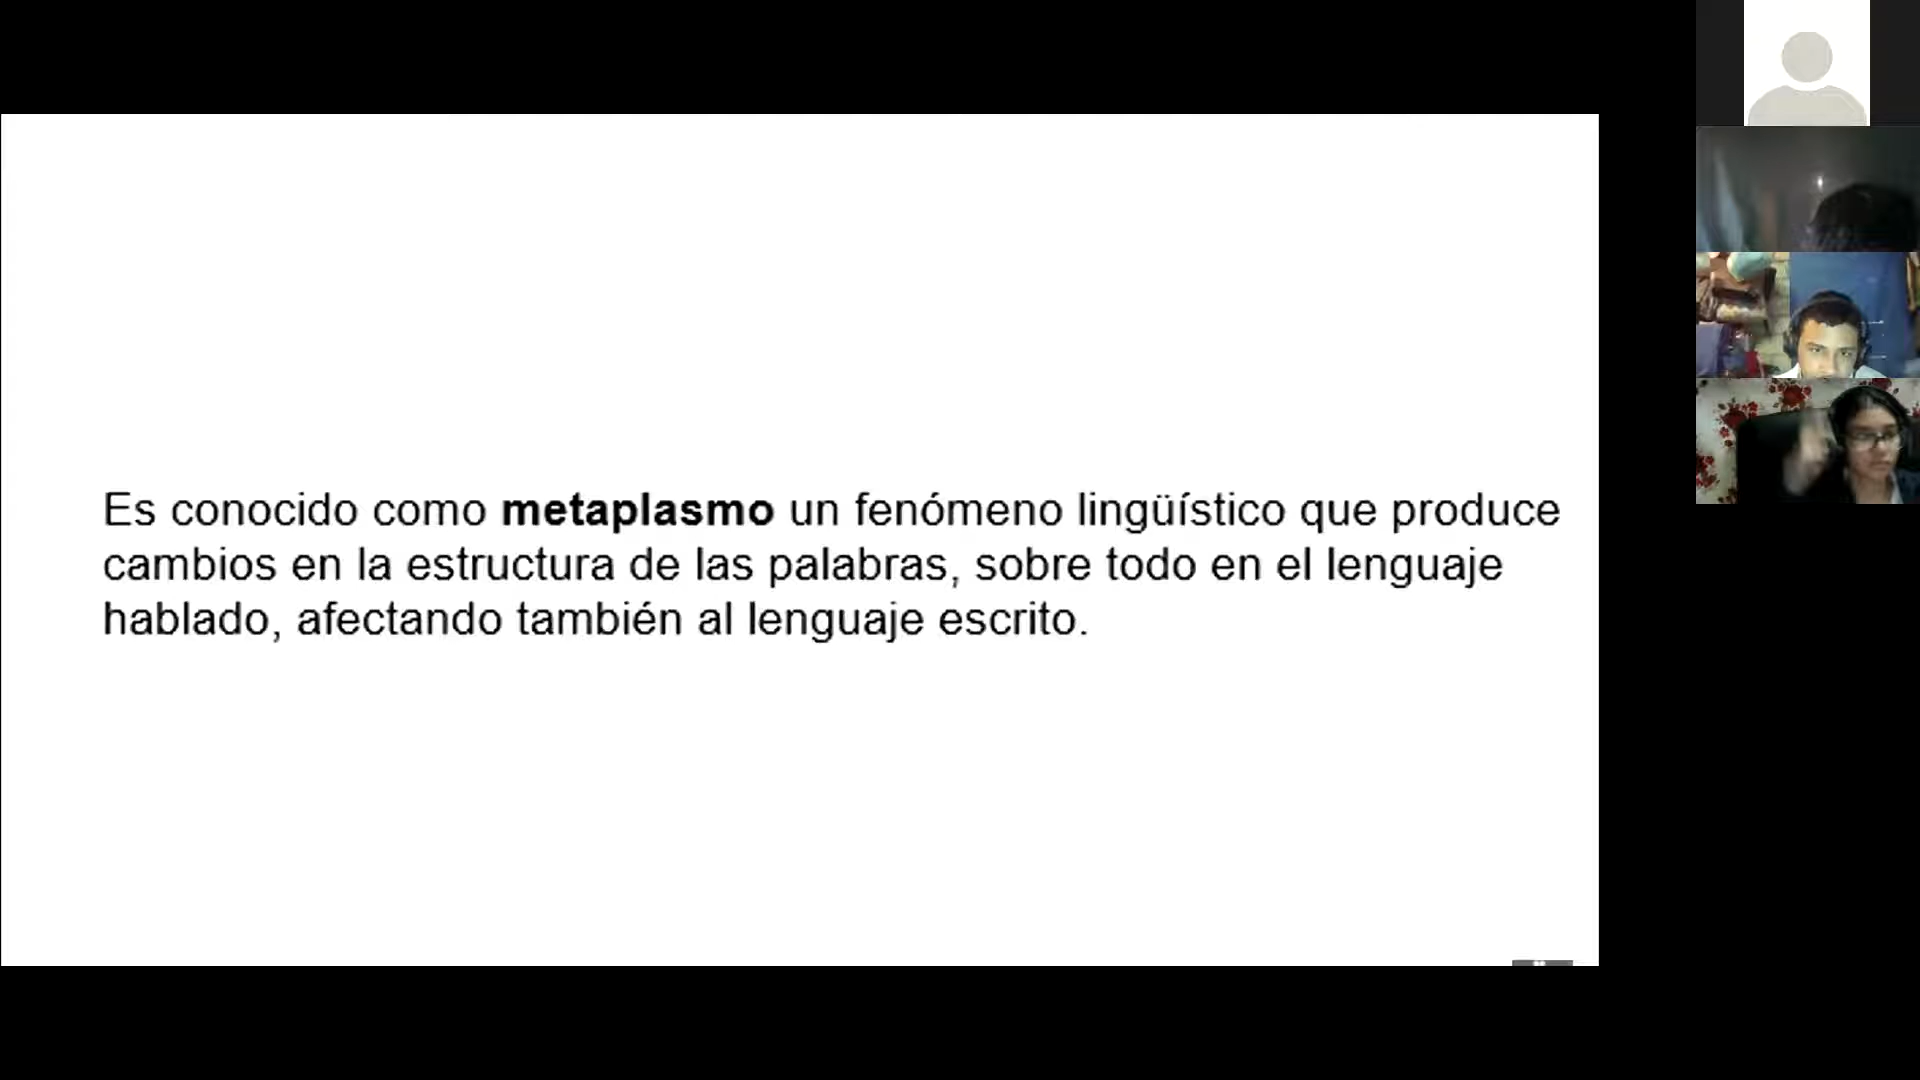 Es conocido como metaplasmo un fenómeno lingüístico que produce
cambios en la estructura de las palabras, sobre todo en el lenguaje
hablado, afectando también al lenguaje escrito.